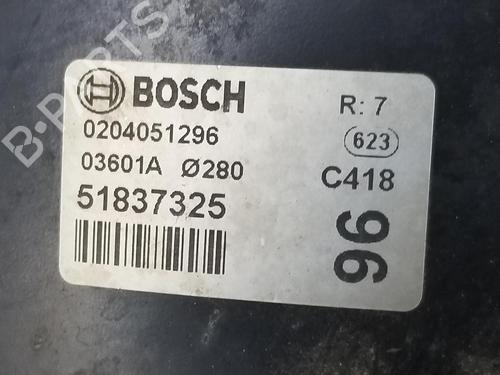 B-PARTS
BOSCH
R: 7
0204051296
623
03601A Ø280
C418
51837325
96